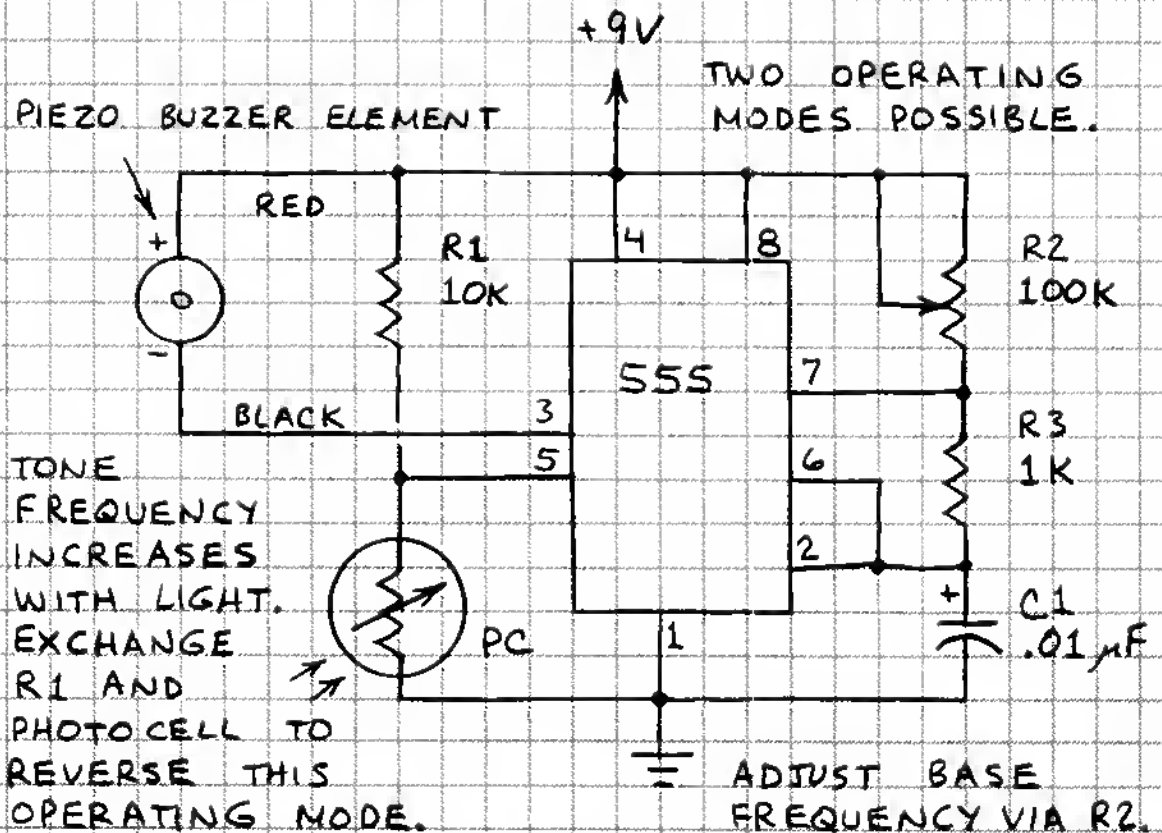 +9V
TWO OPERATING
MODES POSSIBLE.
PIEZO BUZZER ELEMENT
RED
+
4
8
R1
10K
R2
100K
-
555
7
BLACK
3
R3
1K
5
6
TONE
FREQUENCY
INCREASES
WITH LIGHT.
EXCHANGE
R1 AND
PHOTOCELL TO
REVERSE THIS
OPERATING MODE.
2
PC
1
+
C1
.01 µF
ADJUST BASE
FREQUENCY VIA R2.